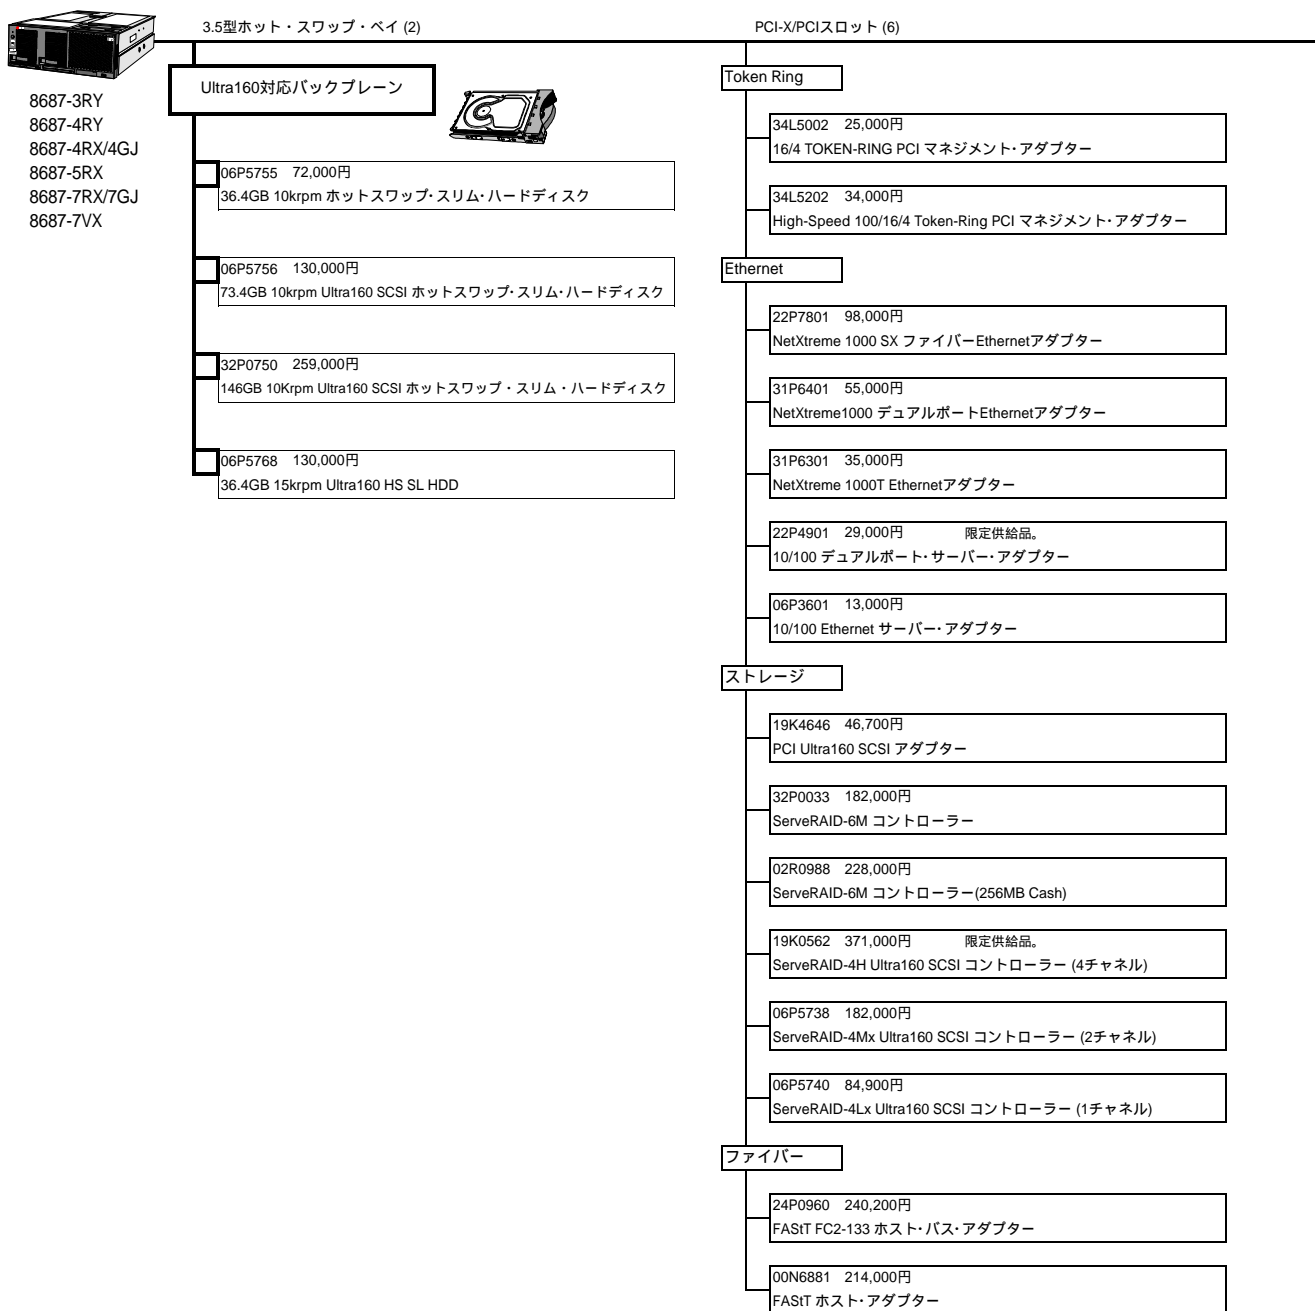 3.5型ホット・スワップ・ベイ (2)
PCI-X/PCIスロット (6)
8687-3RY
8687-4RY
8687-4RX/4GJ
8687-5RX
8687-7RX/7GJ
8687-7VX
Ultra160対応バックプレーン
06P5755 72,000円
36.4GB 10krpm ホットスワップ・スリム・ハードディスク
06P5756 130,000円
73.4GB 10krpm Ultra160 SCSI ホットスワップ・スリム・ハードディスク
32P0750 259,000円
146GB 10Krpm Ultra160 SCSI ホットスワップ・スリム・ハードディスク
06P5768 130,000円
36.4GB 15krpm Ultra160 HS SL HDD
Token Ring
34L5002 25,000円
16/4 TOKEN-RING PCI マネジメント・アダプター
34L5202 34,000円
High-Speed 100/16/4 Token-Ring PCI マネジメント・アダプター
Ethernet
22P7801 98,000円
NetXtreme 1000 SX ファイバーEthernetアダプター
31P6401 55,000円
NetXtreme1000 デュアルポートEthernetアダプター
31P6301 35,000円
NetXtreme 1000T Ethernetアダプター
22P4901 29,000円 限定供給品。
10/100 デュアルポート・サーバー・アダプター
06P3601 13,000円
10/100 Ethernet サーバー・アダプター
ストレージ
19K4646 46,700円
PCI Ultra160 SCSI アダプター
32P0033 182,000円
ServeRAID-6M コントローラー
02R0988 228,000円
ServeRAID-6M コントローラー(256MB Cash)
19K0562 371,000円 限定供給品。
ServeRAID-4H Ultra160 SCSI コントローラー (4チャネル)
06P5738 182,000円
ServeRAID-4Mx Ultra160 SCSI コントローラー (2チャネル)
06P5740 84,900円
ServeRAID-4Lx Ultra160 SCSI コントローラー (1チャネル)
ファイバー
24P0960 240,200円
FAStT FC2-133 ホスト・バス・アダプター
00N6881 214,000円
FAStT ホスト・アダプター